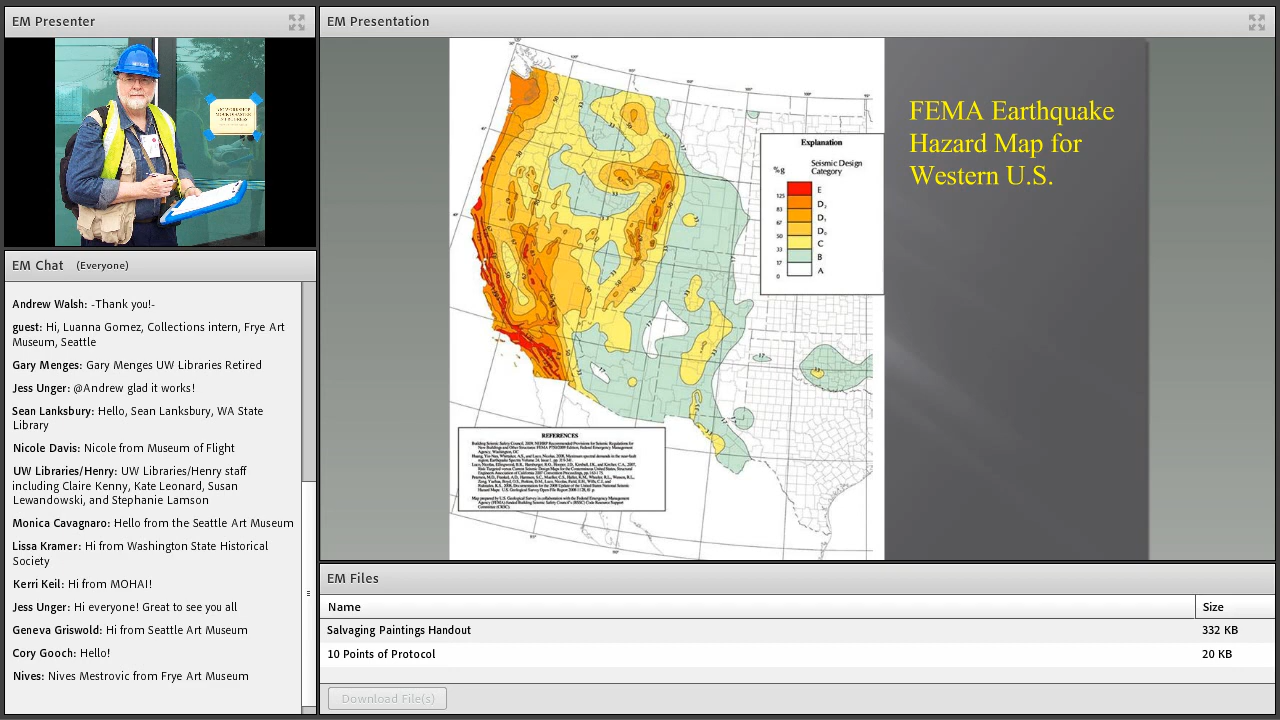 EM Presenter
EM Chat (Everyone)
Andrew Walsh: -Thank you!-
guest: Hi, Luanna Gomez, Collections intern, Frye Art
Museum, Seattle
Gary Menges: Gary Menges UW Libraries Retired
Jess Unger: @Andrew glad it works!
Sean Lanksbury: Hello, Sean Lanksbury, WA State
Library
Nicole Davis: Nicole from Museum of Flight
UW Libraries/Henry: UW Libraries/Henry staff
including Claire Kenny, Kate Leonard, Susan
Lewandowski, and Stephanie Lamson
Monica Cavagnaro: Hello from the Seattle Art Museum
Lissa Kramer: Hi from Washington State Historical
Society
Kerri Keil: Hi from MOHAI!
Jess Unger: Hi everyone! Great to see you all
Geneva Griswold: Hi from Seattle Art Museum
Cory Gooch: Hello!
Nives: Nives Mestrovic from Frye Art Museum
EM Presentation
FEMA Earthquake
Hazard Map for
Western U.S.
Explanation
%g
Seismic Design
Category
E
125
D₂
83
D₁
67
D₀
50
C
33
B
17
A
0
REFERENCES
EM Files
Name Size
Salvaging Paintings Handout 332 KB
10 Points of Protocol 20 KB
Download File(s)